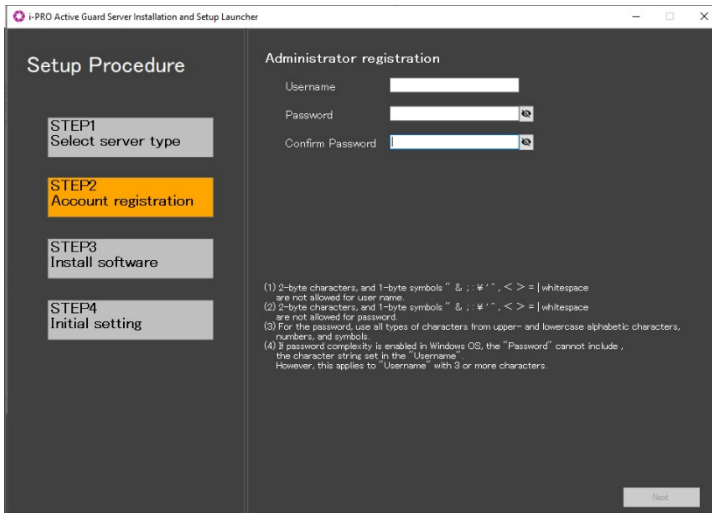 i-PRO Active Guard Server Installation and Setup Launcher
Setup Procedure
STEP1
Select server type
STEP2
Account registration
STEP3
Install software
STEP4
Initial setting
Administrator registration
Username
Password
Confirm Password
(1) 2-byte characters, and 1-byte symbols " & ; : ¥ ' ^ , < > = | whitespace
are not allowed for user name.
(2) 2-byte characters, and 1-byte symbols " & ; : ¥ ' ^ , < > = | whitespace
are not allowed for password.
(3) For the password, use all types of characters from upper- and lowercase alphabetic characters,
numbers, and symbols.
(4) If password complexity is enabled in Windows OS, the "Password" cannot include ,
the character string set in the "Username".
However, this applies to "Username" with 3 or more characters.
Next